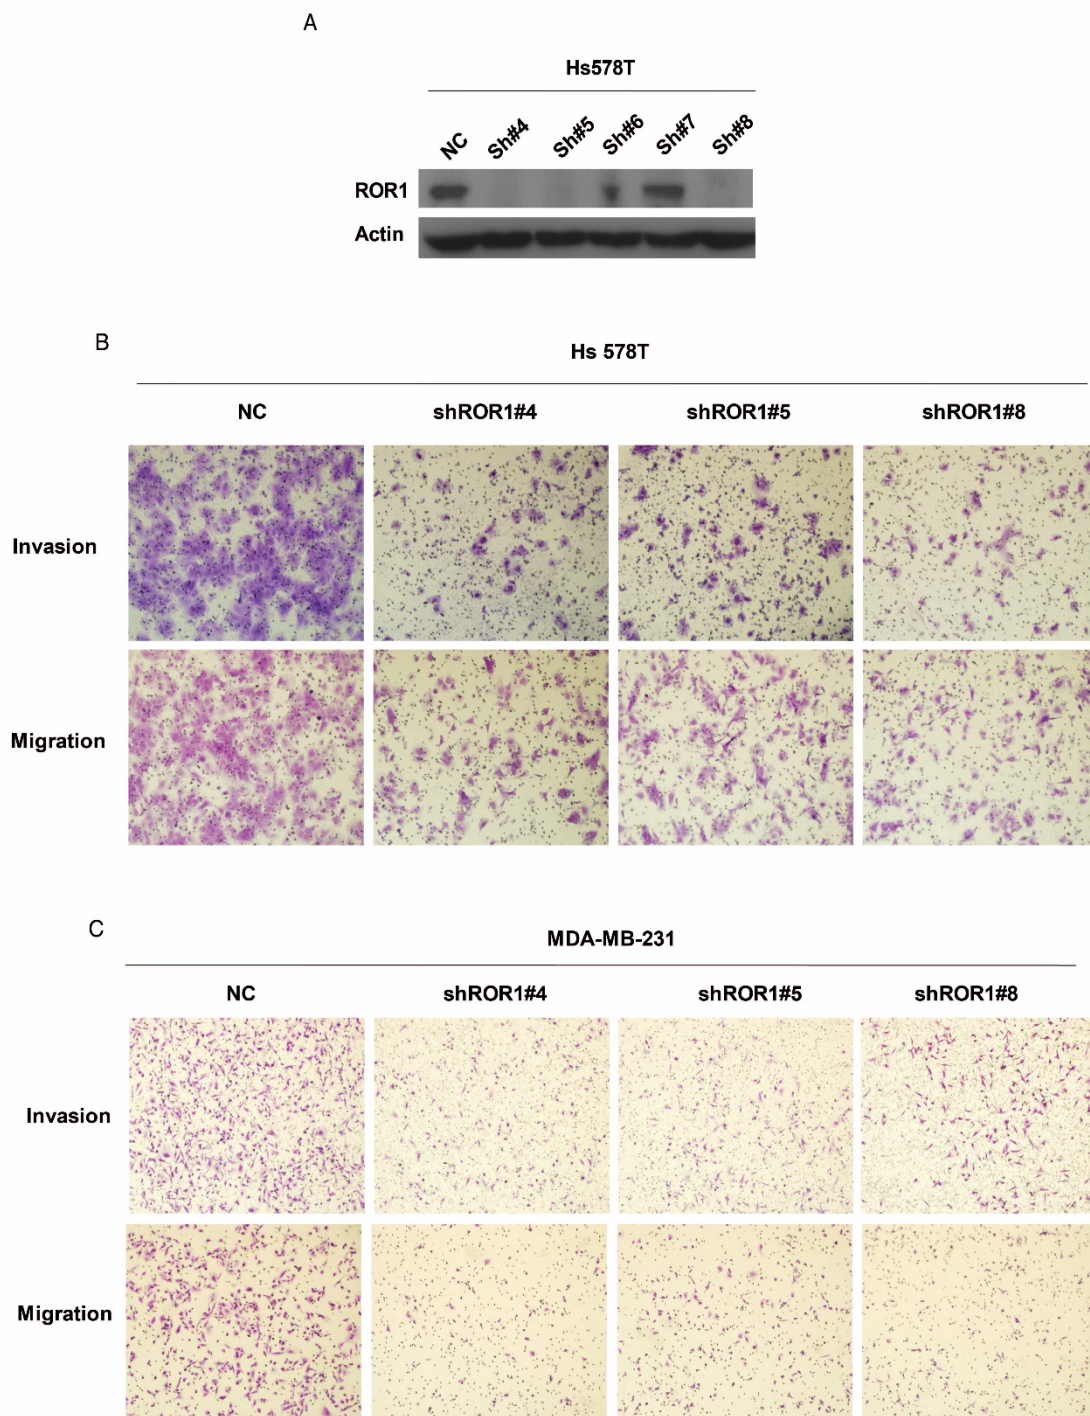 A
Hs578T
NC Sh#4 Sh#5 Sh#6 Sh#7 Sh#8
ROR1
Actin
B
Hs 578T
NC shROR1#4 shROR1#5 shROR1#8
Invasion
Migration
C
MDA-MB-231
NC shROR1#4 shROR1#5 shROR1#8
Invasion
Migration